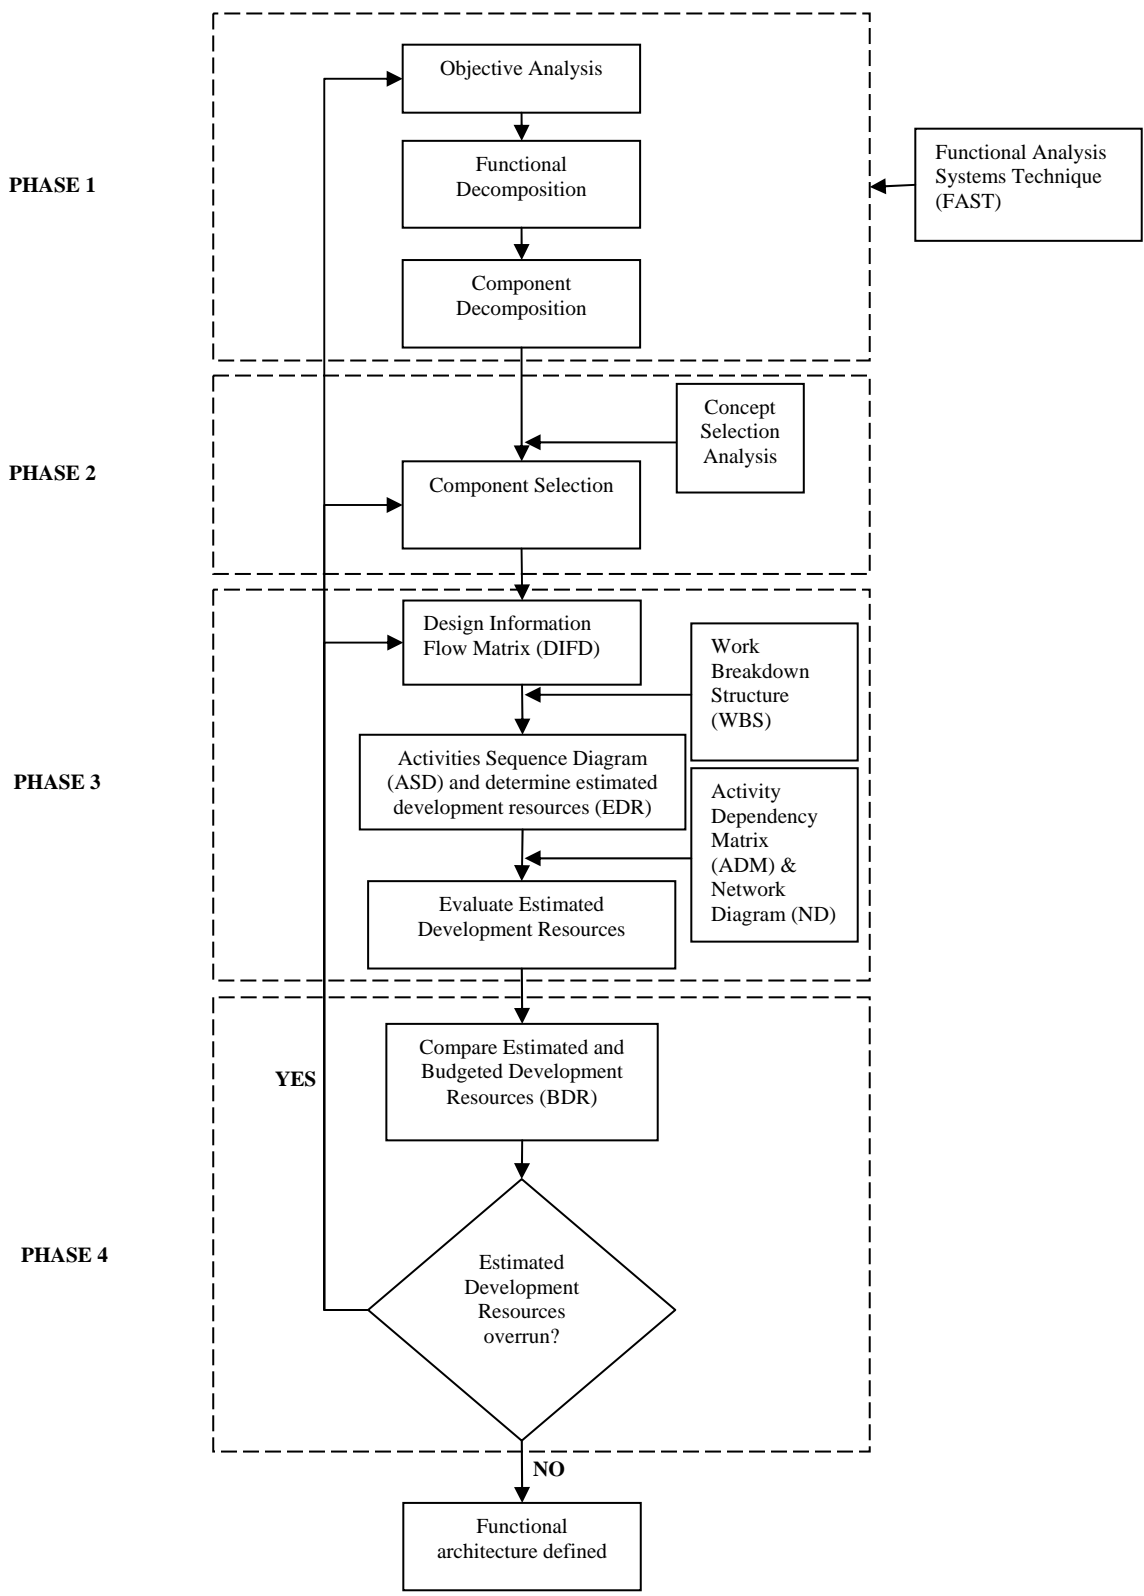 Objective Analysis
PHASE 1
Functional
Decomposition
Functional Analysis
Systems Technique
(FAST)
Component
Decomposition
PHASE 2
Concept
Selection
Analysis
Component Selection
PHASE 3
Design Information
Flow Matrix (DIFD)
Work
Breakdown
Structure
(WBS)
Activities Sequence Diagram
(ASD) and determine estimated
development resources (EDR)
Activity
Dependency
Matrix
(ADM) &
Network
Diagram (ND)
Evaluate Estimated
Development Resources
PHASE 4
Compare Estimated and
Budgeted Development
Resources (BDR)
YES
Estimated
Development
Resources
overrun?
NO
Functional
architecture defined